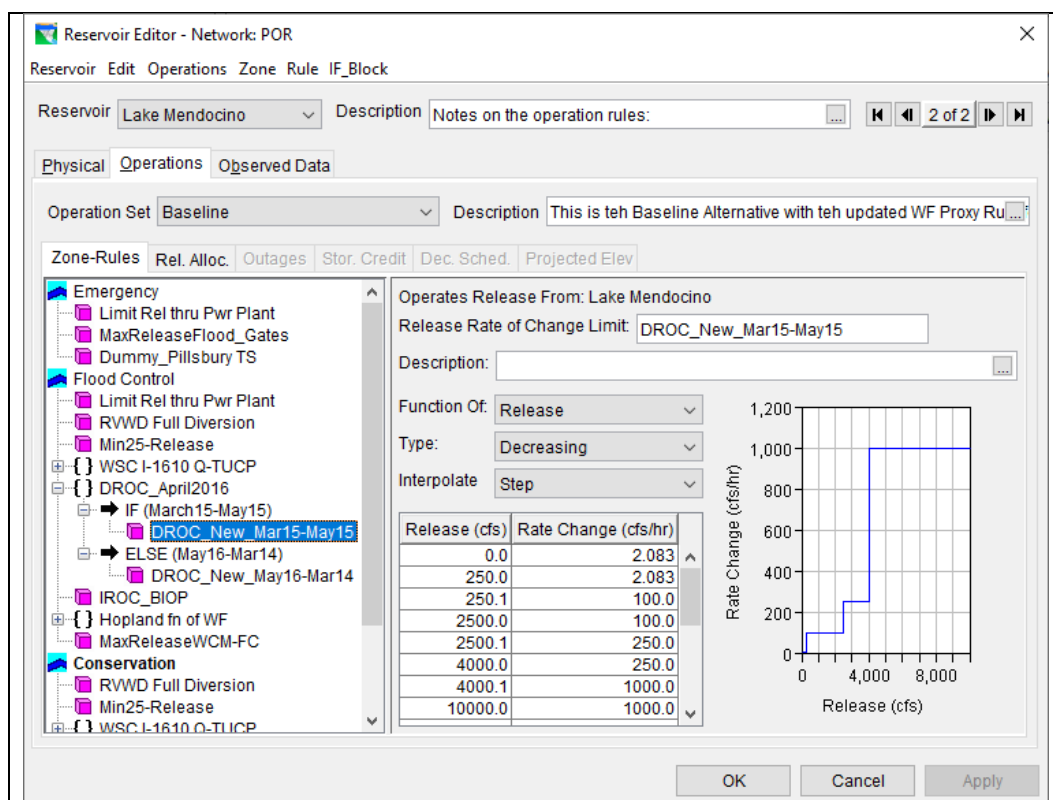 Reservoir Editor - Network: POR
Reservoir Edit Operations Zone Rule IF_Block
Reservoir Lake Mendocino Description Notes on the operation rules: ... 2 of 2
Physical Operations Observed Data
Operation Set Baseline Description This is teh Baseline Alternative with teh updated WF Proxy Ru ...
Zone-Rules Rel. Alloc. Outages Stor. Credit Dec. Sched. Projected Elev
Emergency
Limit Rel thru Pwr Plant
MaxReleaseFlood_Gates
Dummy_Pillsbury TS
Flood Control
Limit Rel thru Pwr Plant
RVWD Full Diversion
Min25-Release
{ } WSC I-1610 Q-TUCP
{ } DROC_April2016
IF (March15-May15)
DROC_New_Mar15-May15
ELSE (May16-Mar14)
DROC_New_May16-Mar14
IROC_BIOP
{ } Hopland fn of WF
MaxReleaseWCM-FC
Conservation
RVWD Full Diversion
Min25-Release
{ } WSC I-1610 Q-TUCP
Operates Release From: Lake Mendocino
Release Rate of Change Limit: DROC_New_Mar15-May15
Description: ...
Function Of: Release
Type: Decreasing
Interpolate Step
Release (cfs) Rate Change (cfs/hr)
0.0 2.083
250.0 2.083
250.1 100.0
2500.0 100.0
2500.1 250.0
4000.0 250.0
4000.1 1000.0
10000.0 1000.0
Rate Change (cfs/hr)
1,200
1,000
800
600
400
200
0
0 4,000 8,000
Release (cfs)
OK Cancel Apply